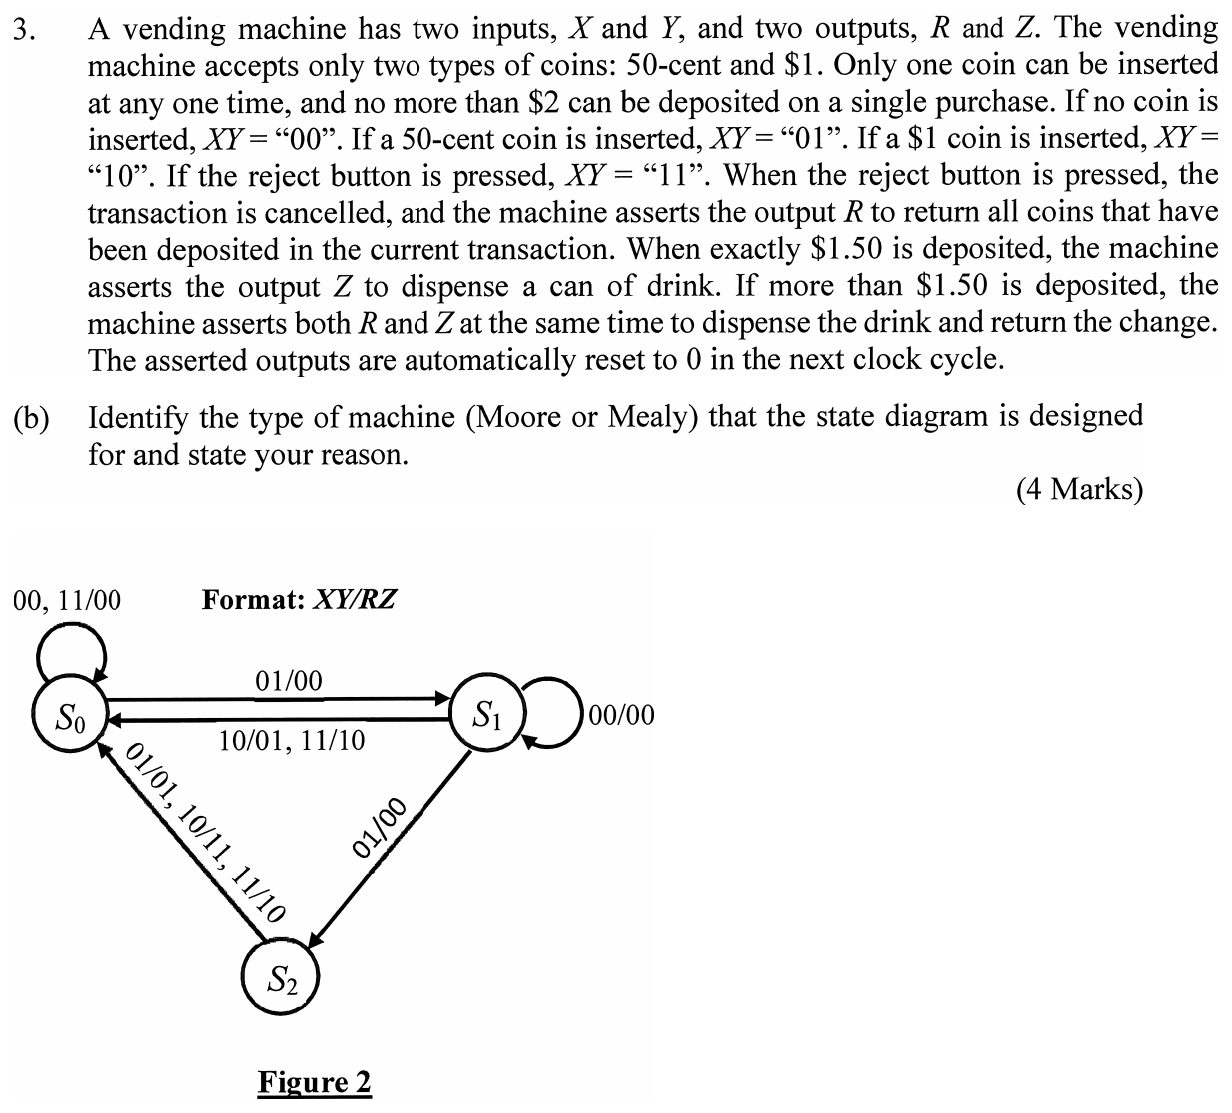 3. A vending machine has two inputs, X and Y, and two outputs, R and Z. The vending
machine accepts only two types of coins: 50-cent and $1. Only one coin can be inserted
at any one time, and no more than $2 can be deposited on a single purchase. If no coin is
inserted, XY = “00”. If a 50-cent coin is inserted, XY = “01”. If a $1 coin is inserted, XY =
“10”. If the reject button is pressed, XY = “11”. When the reject button is pressed, the
transaction is cancelled, and the machine asserts the output R to return all coins that have
been deposited in the current transaction. When exactly $1.50 is deposited, the machine
asserts the output Z to dispense a can of drink. If more than $1.50 is deposited, the
machine asserts both R and Z at the same time to dispense the drink and return the change.
The asserted outputs are automatically reset to 0 in the next clock cycle.
(b) Identify the type of machine (Moore or Mealy) that the state diagram is designed
for and state your reason.
(4 Marks)
00, 11/00
Format: XY/RZ
01/00
S0
S1
00/00
10/01, 11/10
01/01, 10/11, 11/10
01/00
S2
Figure 2